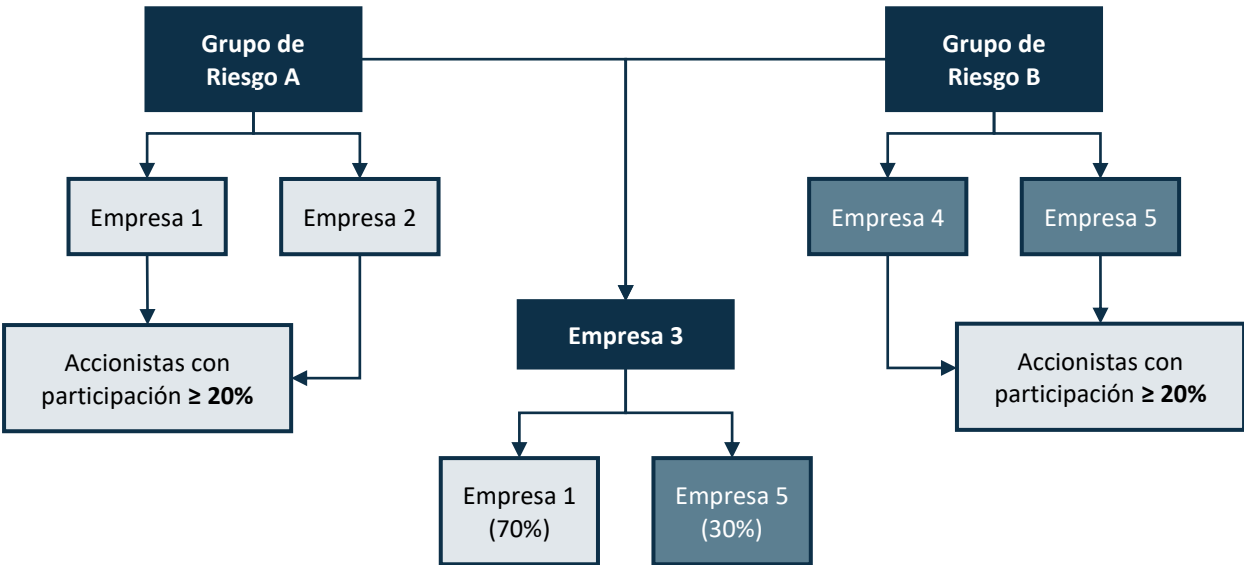 Grupo de
Riesgo A
Grupo de
Riesgo B
Empresa 1
Empresa 2
Empresa 4
Empresa 5
Accionistas con
participación ≥ 20%
Empresa 3
Accionistas con
participación ≥ 20%
Empresa 1
(70%)
Empresa 5
(30%)